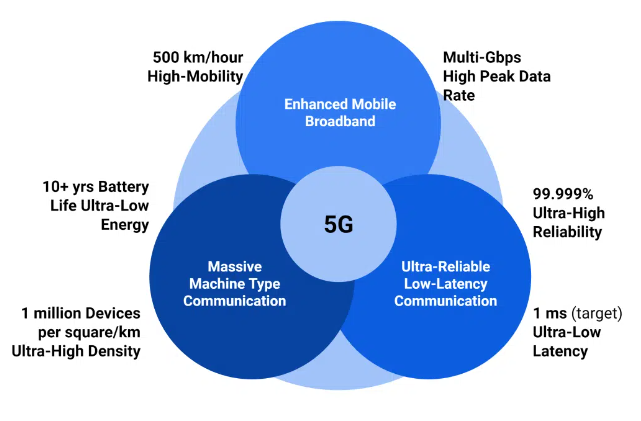 500 km/hour
High-Mobility
Multi-Gbps
High Peak Data
Rate
Enhanced Mobile
Broadband
10+ yrs Battery
Life Ultra-Low
Energy
99.999%
Ultra-High
Reliability
5G
Massive
Machine Type
Communication
Ultra-Reliable
Low-Latency
Communication
1 million Devices
per square/km
Ultra-High Density
1 ms (target)
Ultra-Low
Latency